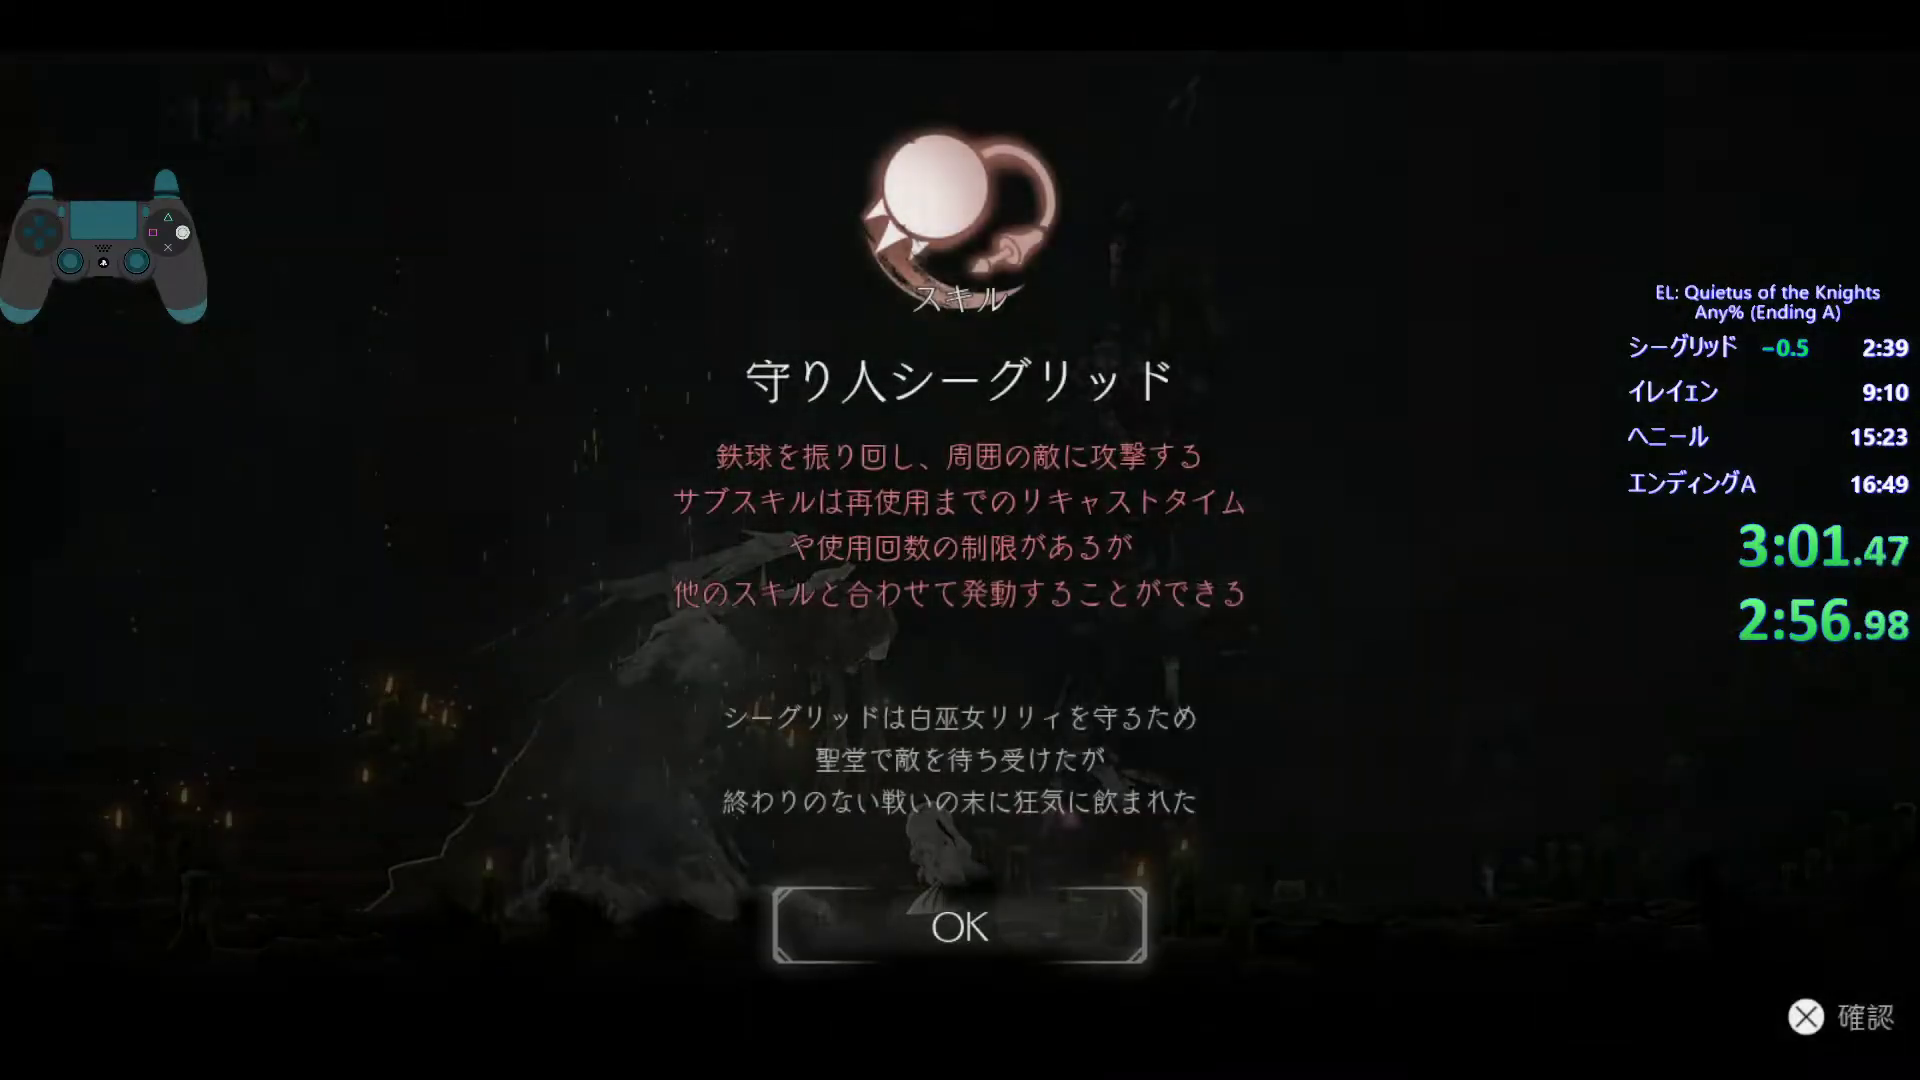 スキル
守り人シーグリッド
鉄球を振り回し、周囲の敵に攻撃する
サブスキルは再使用までのリキャストタイム
や使用回数の制限があるが
他のスキルと合わせて発動することができる
シーグリッドは白巫女リリィを守るため
聖堂で敵を待ち受けたが
終わりのない戦いの末に狂気に飲まれた
OK
確認
EL: Quietus of the Knights
Any% (Ending A)
シーグリッド -0.5 2:39
イレイェン 9:10
ヘニール 15:23
エンディングA 16:49
3:01.47
2:56.98